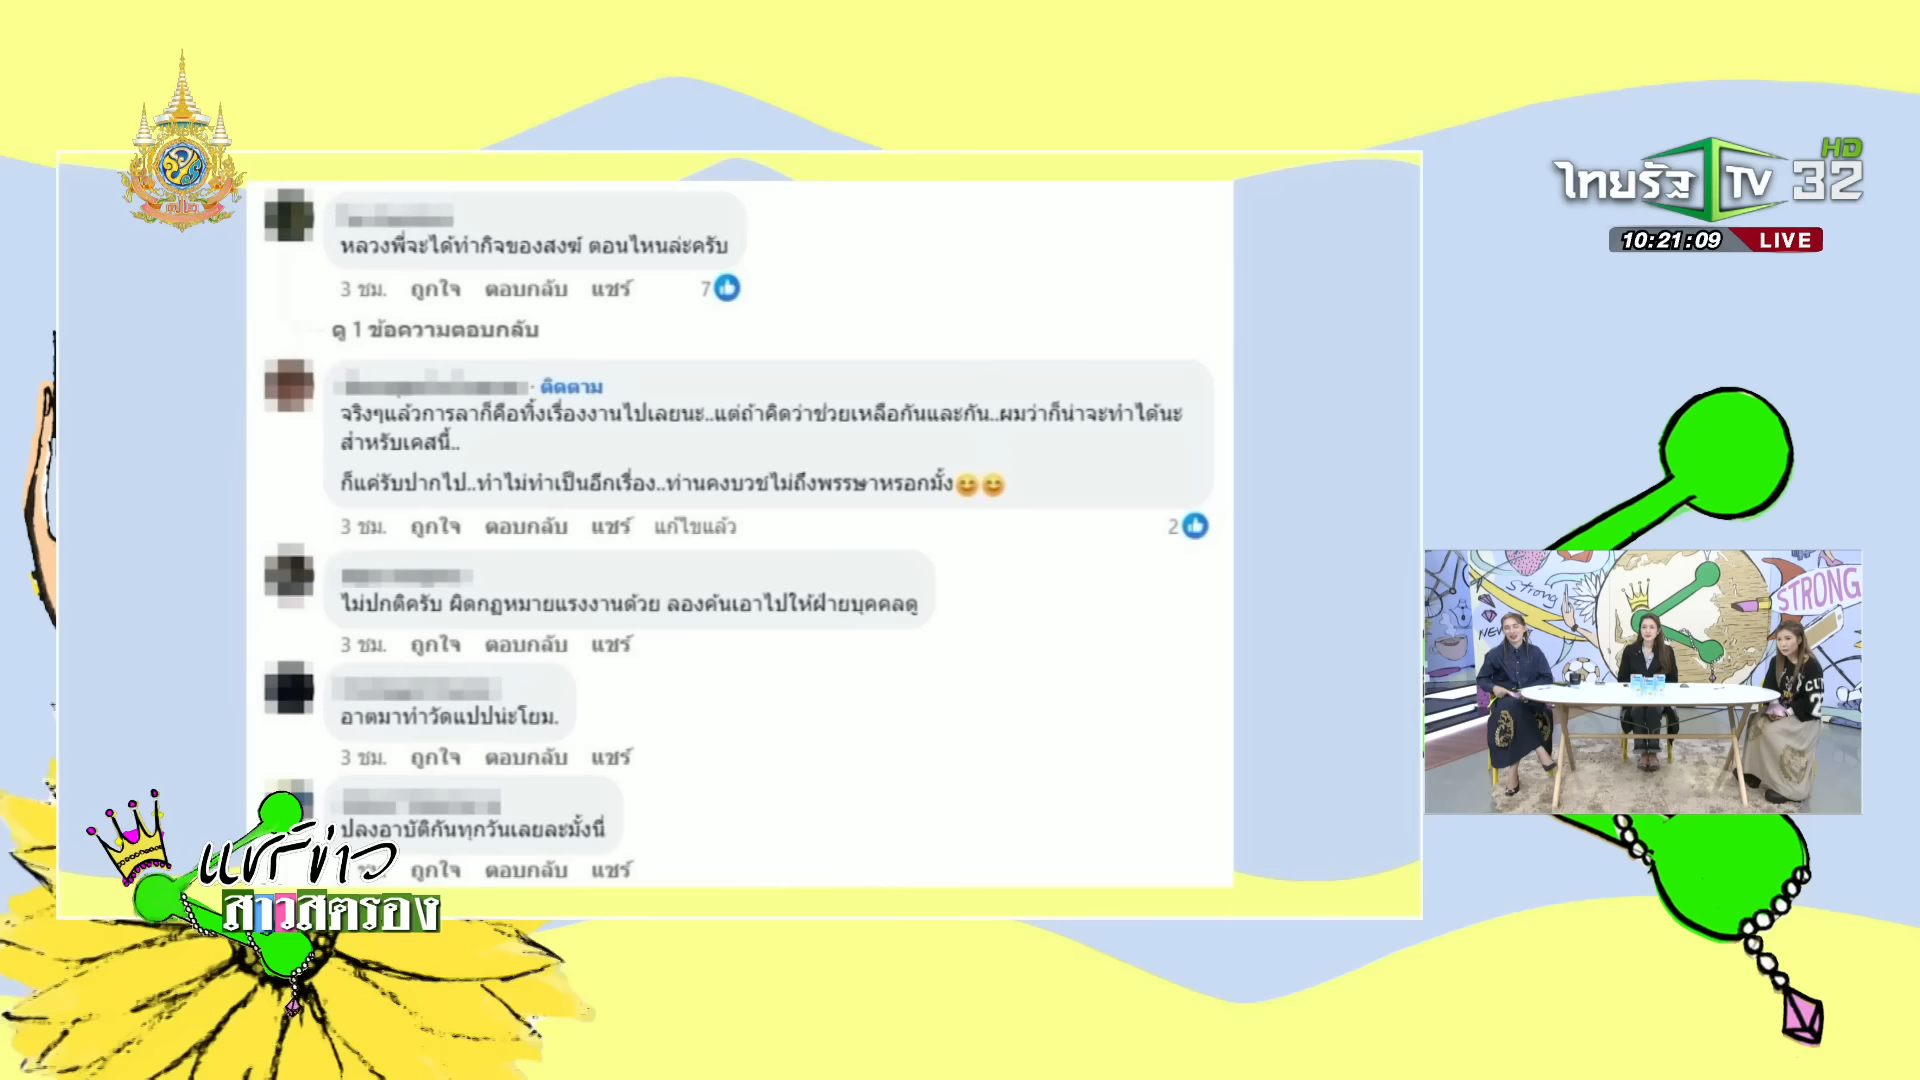 ไทยรัฐ TV HD 32
10:21:09 LIVE
หลวงพี่จะได้ทำกิจของสงฆ์ ตอนไหนล่ะครับ
3 ชม. ถูกใจ ตอบกลับ แชร์ 7
ดู 1 ข้อความตอบกลับ
· ติดตาม
จริงๆแล้วการลาก็คือทิ้งเรื่องงานไปเลยนะ..แต่ถ้าคิดว่าช่วยเหลือกันและกัน..ผมว่าก็น่าจะทำได้นะ
สำหรับเคสนี้..
ก็แค่รับปากไป..ทำไม่ทำเป็นอีกเรื่อง..ท่านคงบวชไม่ถึงพรรษาหรอกมั้ง😊😊
3 ชม. ถูกใจ ตอบกลับ แชร์ แก้ไขแล้ว 2
ไม่ปกติครับ ผิดกฏหมายแรงงานด้วย ลองค้นเอาไปให้ฝ่ายบุคคลดู
3 ชม. ถูกใจ ตอบกลับ แชร์
อาตมาทำวัดแปปน่ะโยม.
3 ชม. ถูกใจ ตอบกลับ แชร์
ปลงอาบัติกันทุกวันเลยละมั้งนี่
ถูกใจ ตอบกลับ แชร์
แชร์ข่าว
สาวสตรอง
strong
NEW
STRONG